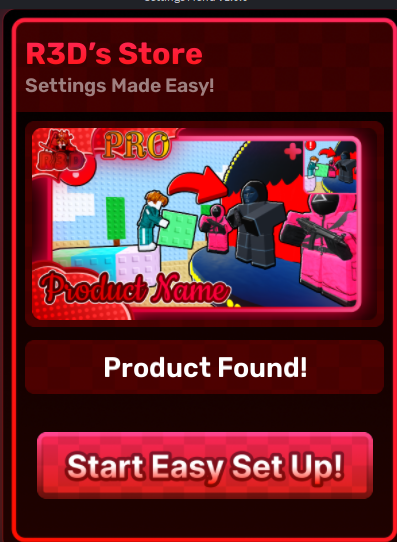 R3D's Store
Settings Made Easy!
R3D
PRO
Product Name
Product Found!
Start Easy Set Up!